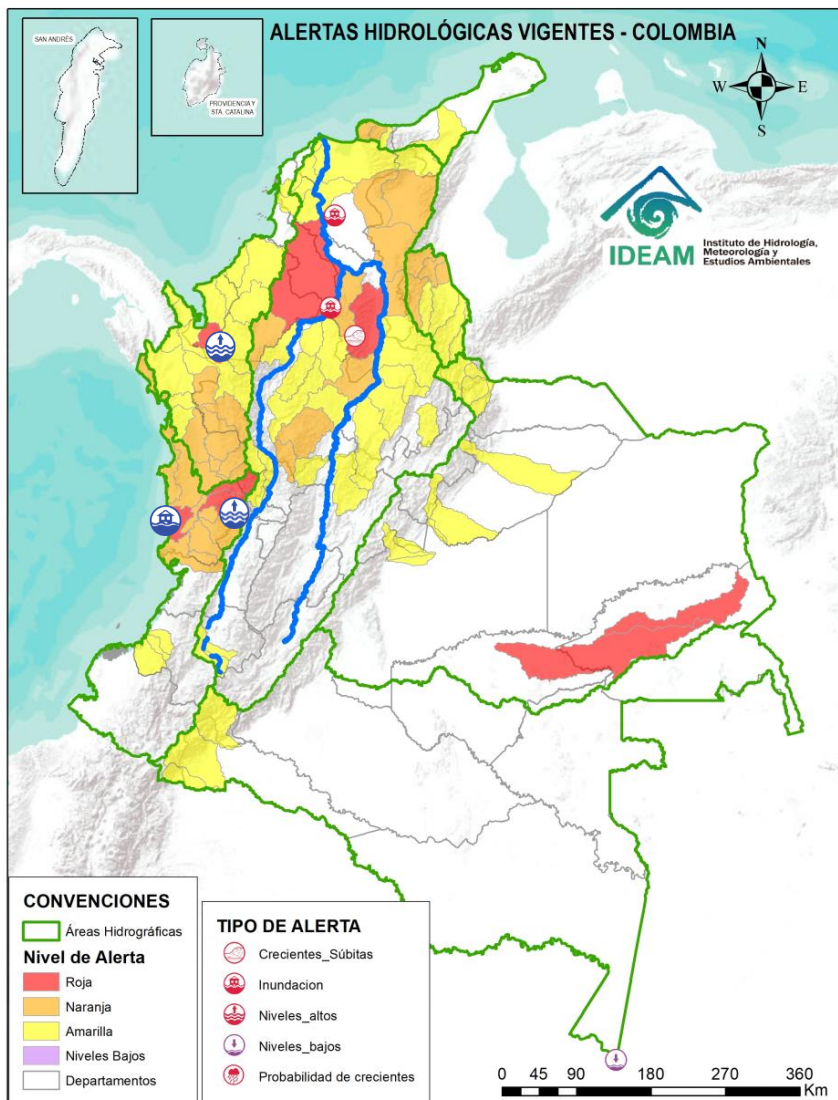 ALERTAS HIDROLÓGICAS VIGENTES - COLOMBIA
SAN ANDRÉS
PROVIDENCIA Y
STA. CATALINA
N
W
E
S
IDEAM
Instituto de Hidrología,
Meteorología y
Estudios Ambientales
CONVENCIONES
Áreas Hidrográficas
Nivel de Alerta
Roja
Naranja
Amarilla
Niveles Bajos
Departamentos
TIPO DE ALERTA
Crecientes_Súbitas
Inundacion
Niveles_altos
Niveles_bajos
Probabilidad de crecientes
0 45 90 180 270 360
Km